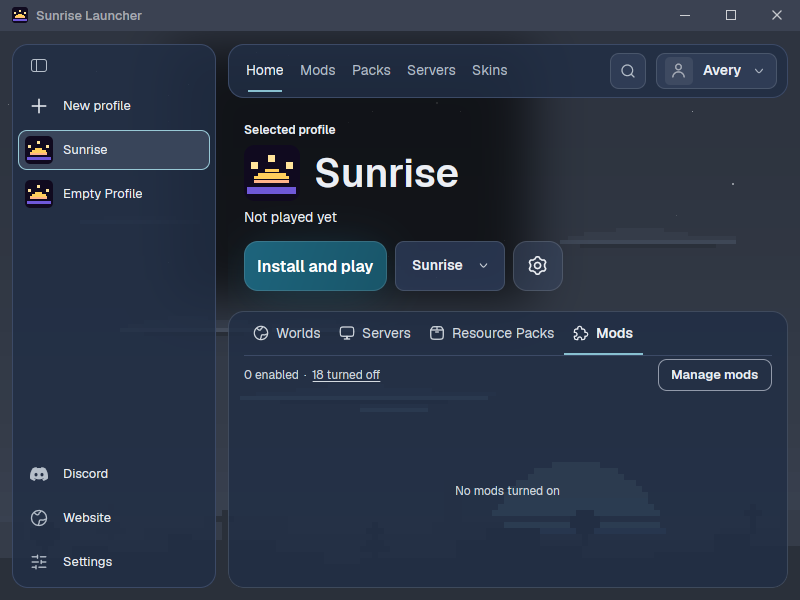 Sunrise Launcher
Home Mods Packs Servers Skins
Avery
New profile
Sunrise
Empty Profile
Selected profile
Sunrise
Not played yet
Install and play
Sunrise
Worlds Servers Resource Packs Mods
0 enabled · 18 turned off
Manage mods
No mods turned on
Discord
Website
Settings